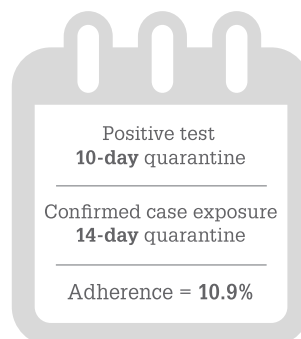 Positive test
10-day quarantine
Confirmed case exposure
14-day quarantine
Adherence = 10.9%